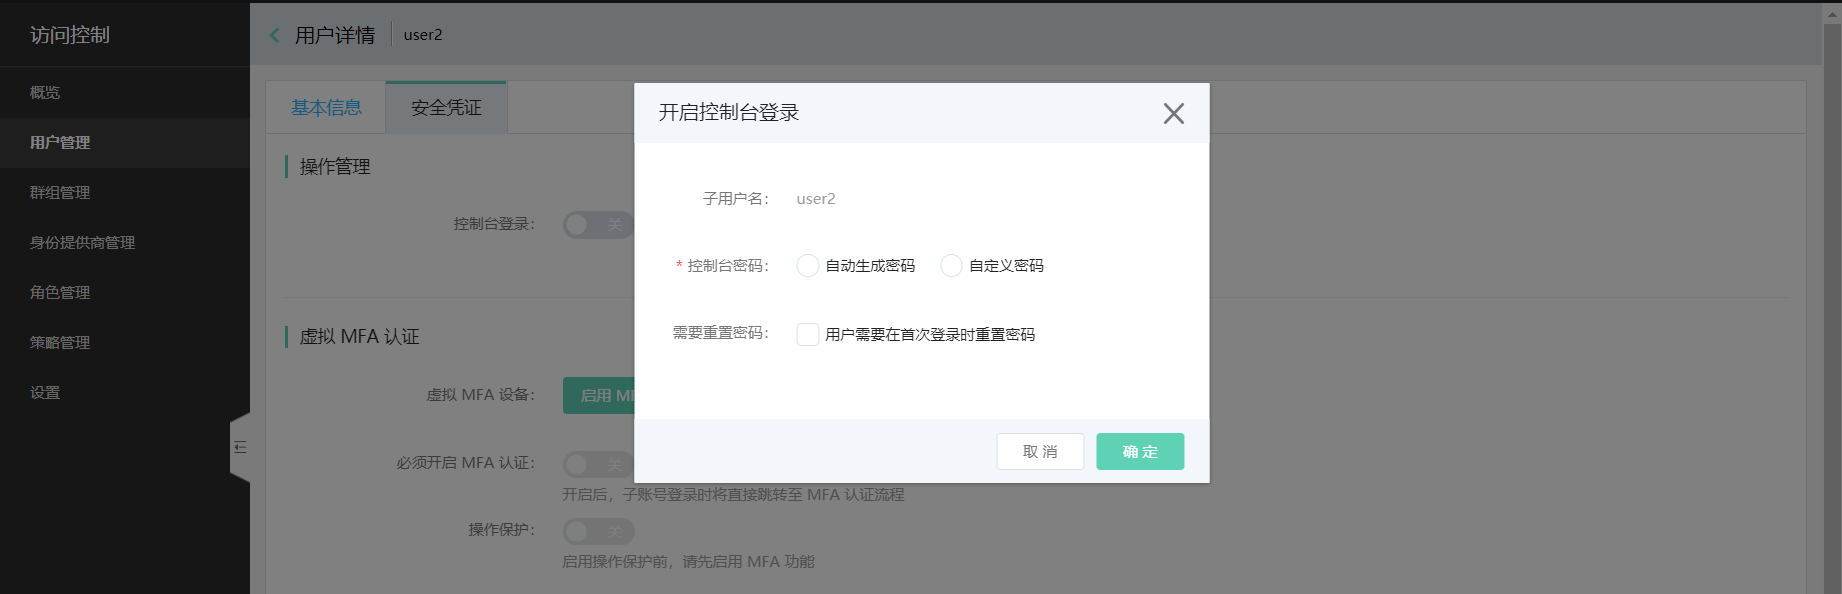 访问控制
概览
用户管理
群组管理
身份提供商管理
角色管理
策略管理
设置
用户详情 user2
基本信息 安全凭证
操作管理
控制台登录： 关
虚拟 MFA 认证
虚拟 MFA 设备： 启用
必须开启 MFA 认证： 关
开启后，子账号登录时将直接跳转至 MFA 认证流程
操作保护： 关
启用操作保护前，请先启用 MFA 功能
开启控制台登录
子用户名： user2
* 控制台密码： 自动生成密码 自定义密码
需要重置密码： 用户需要在首次登录时重置密码
取 消 确 定